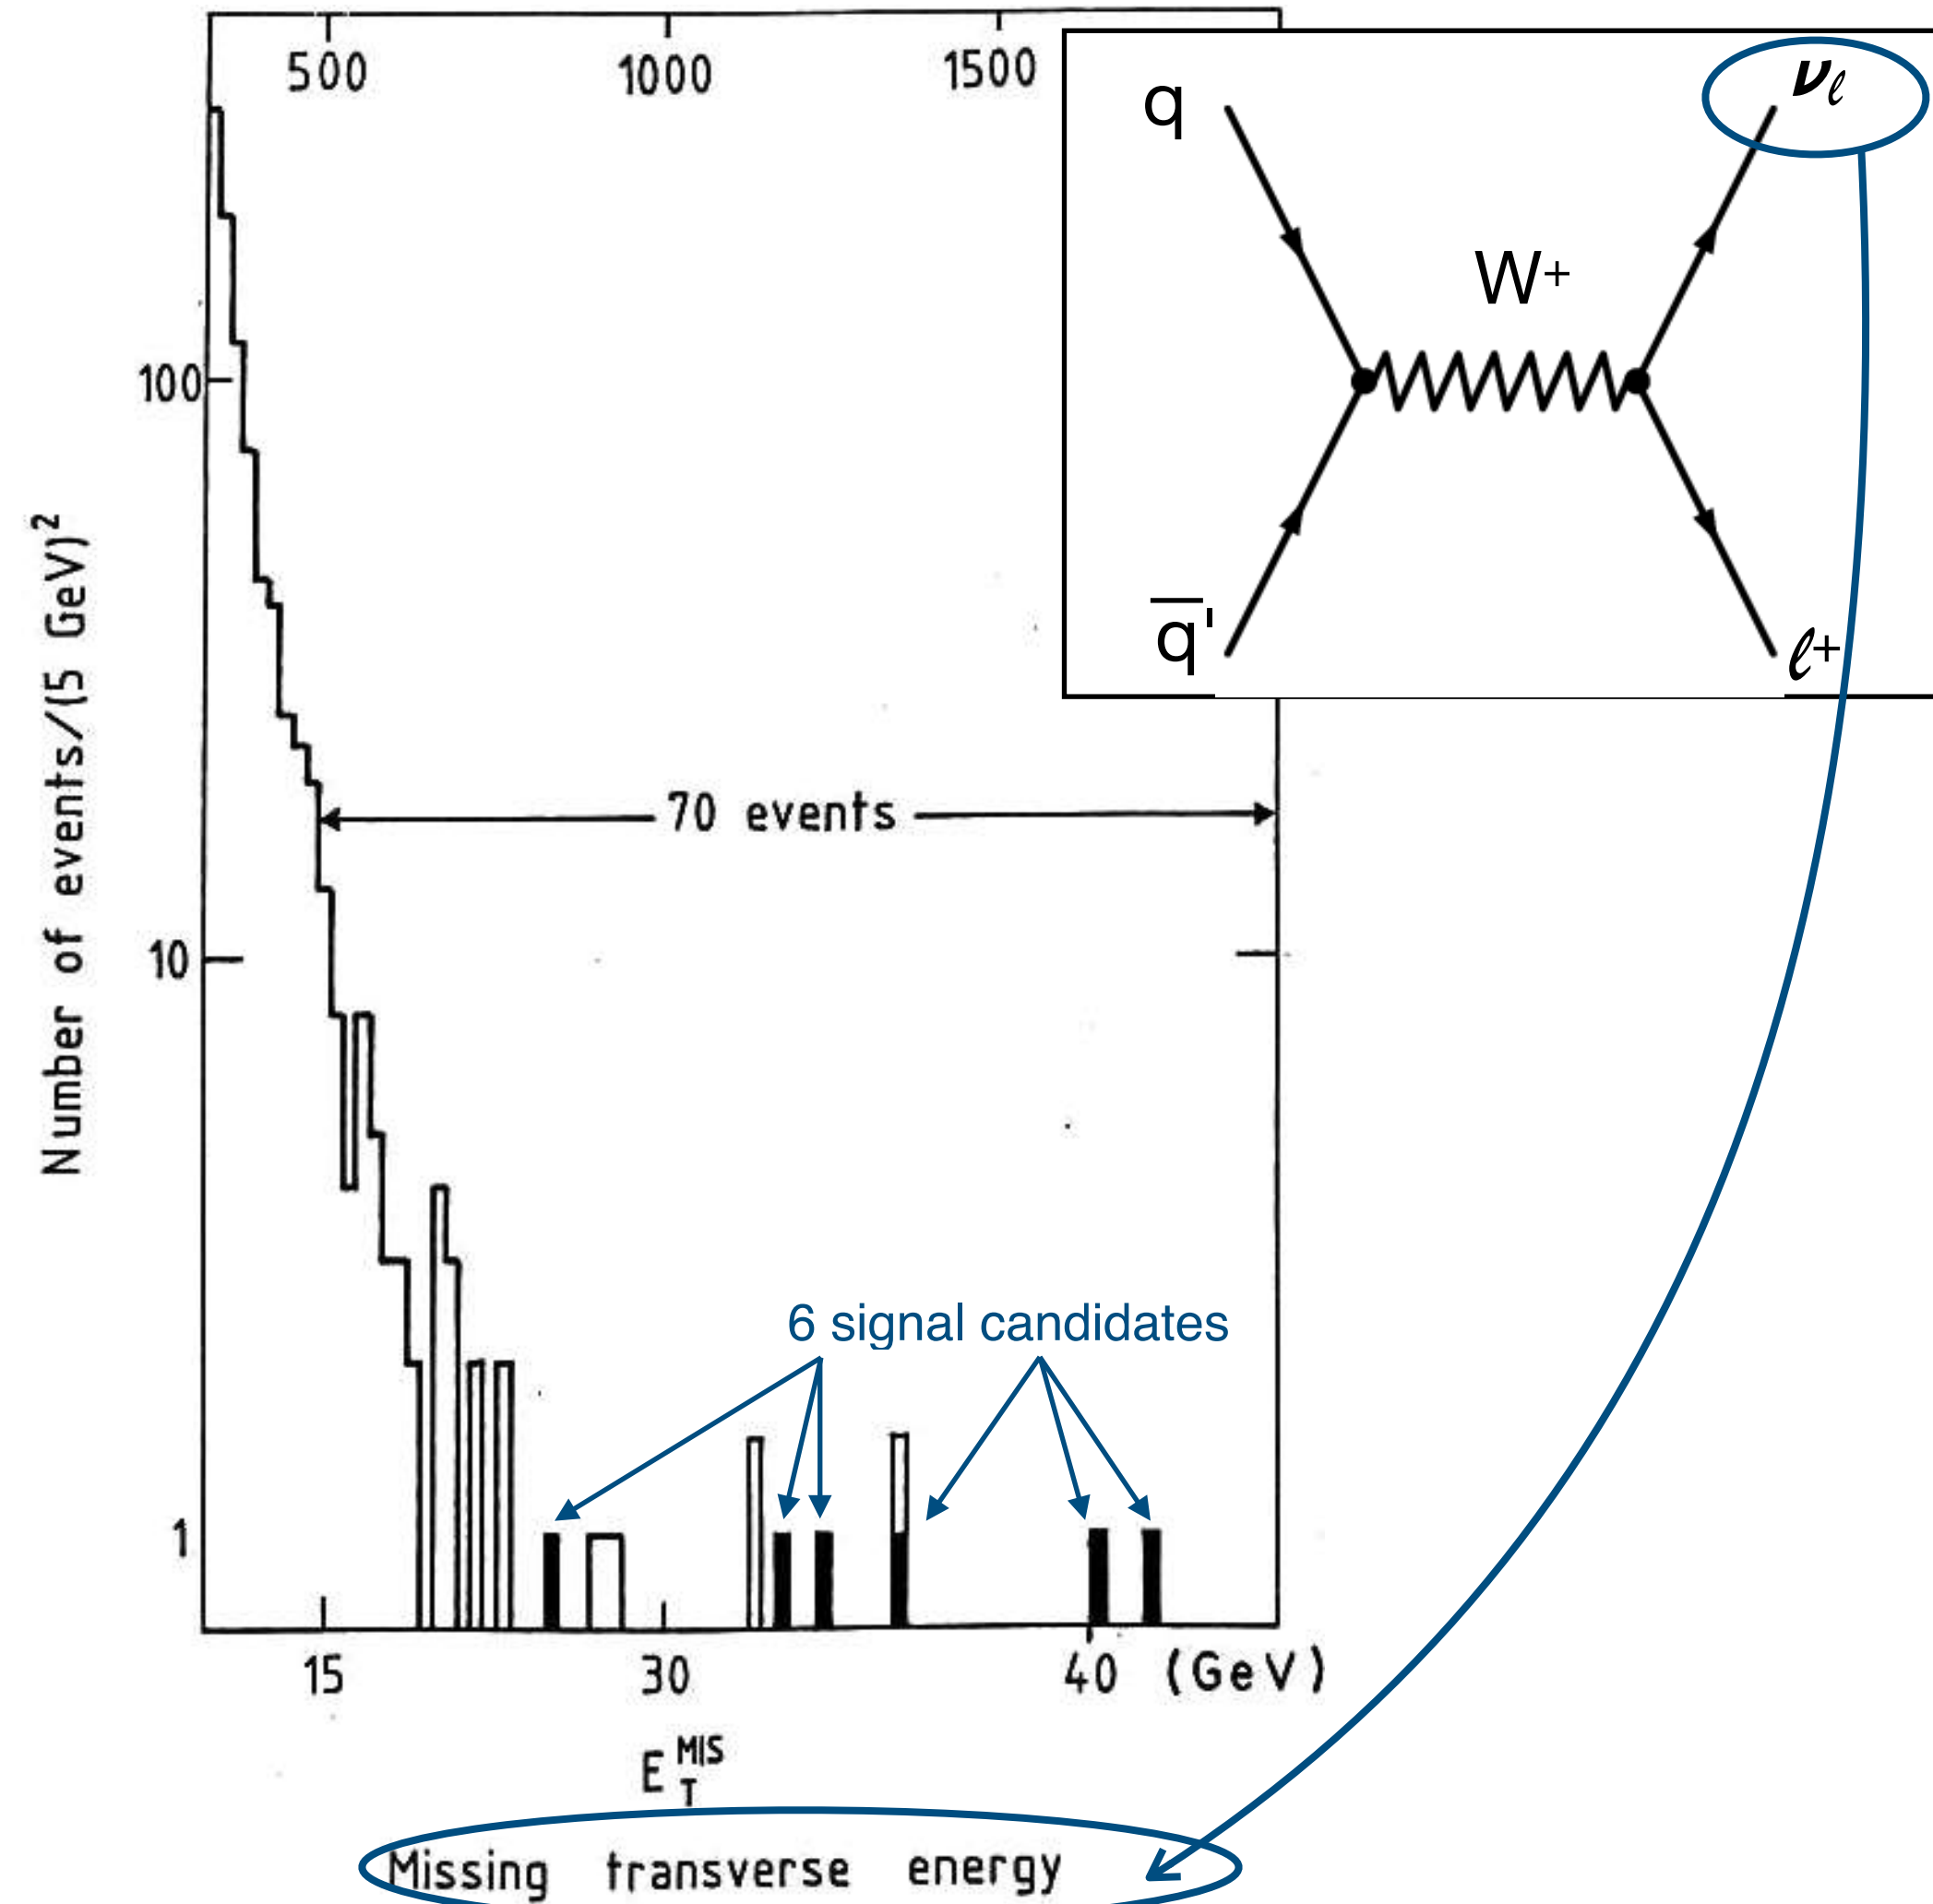 500 1000 1500
q
νℓ
W+
q̄'
ℓ+
Number of events/(5 GeV)²
100
10
1
70 events
6 signal candidates
15 30 40 (GeV)
E_T^MIS
Missing transverse energy